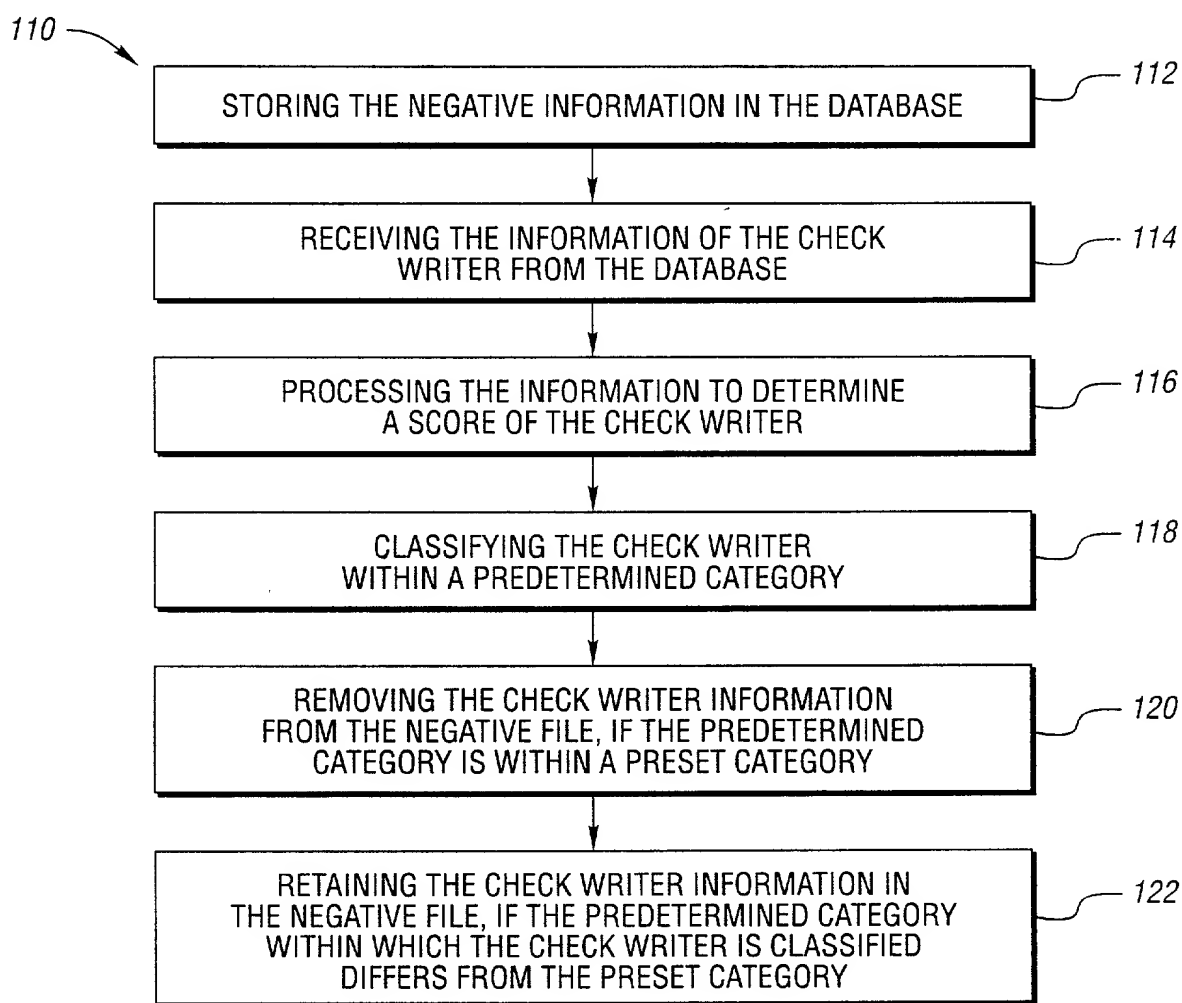 110
STORING THE NEGATIVE INFORMATION IN THE DATABASE
112
RECEIVING THE INFORMATION OF THE CHECK
WRITER FROM THE DATABASE
114
PROCESSING THE INFORMATION TO DETERMINE
A SCORE OF THE CHECK WRITER
116
CLASSIFYING THE CHECK WRITER
WITHIN A PREDETERMINED CATEGORY
118
REMOVING THE CHECK WRITER INFORMATION
FROM THE NEGATIVE FILE, IF THE PREDETERMINED
CATEGORY IS WITHIN A PRESET CATEGORY
120
RETAINING THE CHECK WRITER INFORMATION IN
THE NEGATIVE FILE, IF THE PREDETERMINED CATEGORY
WITHIN WHICH THE CHECK WRITER IS CLASSIFIED
DIFFERS FROM THE PRESET CATEGORY
122